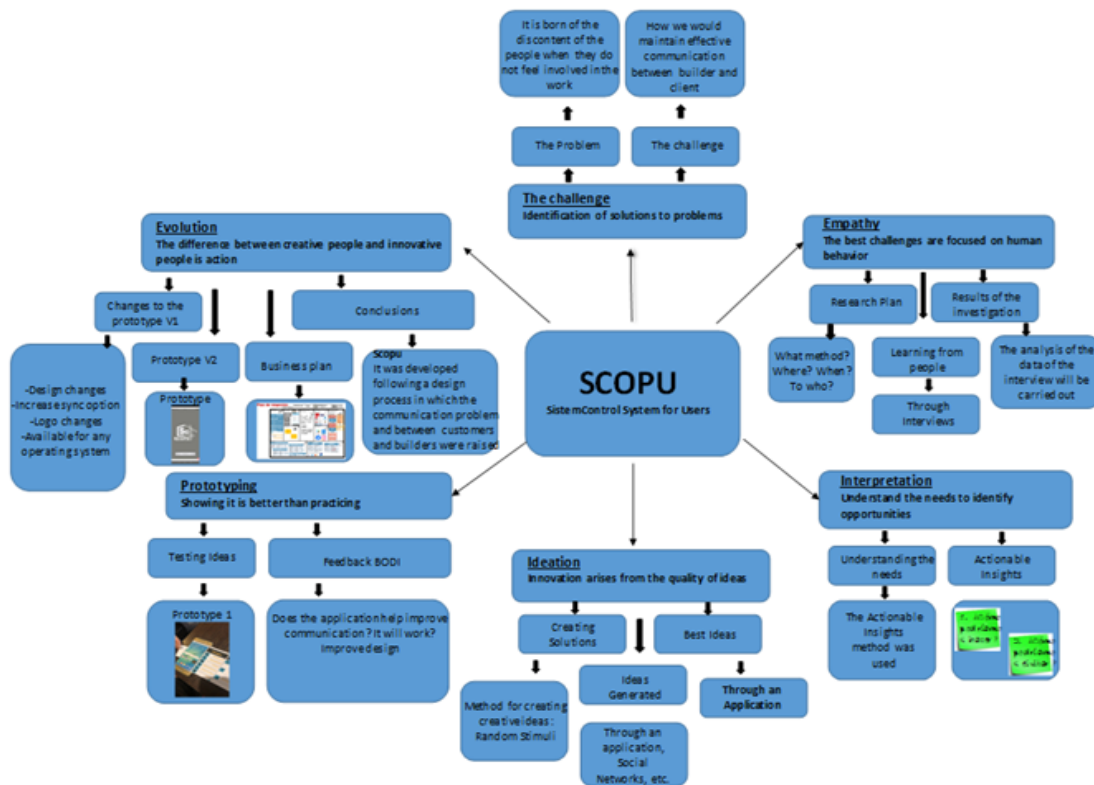 It is born of the
discontent of the
people when they do
not feel involved in the
work
How we would
maintain effective
communication
between builder and
client
The Problem
The challenge
The challenge
Identification of solutions to problems
Evolution
The difference between creative people and innovative
people is action
Changes to the
prototype V1
Conclusions
Prototype V2
Business plan
-Design changes
-Increase sync option
-Logo changes
-Available for any
operating system
Prototype
Scopu
It was developed
following a design
process in which the
communication problem
and between customers
and builders were raised
Empathy
The best challenges are focused on human
behavior
Research Plan
Results of the
investigation
What method?
Where? When?
To who?
Learning from
people
The analysis of the
data of the
interview will be
carried out
Through
Interviews
SCOPU
SistemControl System for Users
Prototyping
Showing it is better than practicing
Testing Ideas
Feedback BODI
Prototype 1
Does the application help improve
communication? It will work?
Improve design
Ideation
Innovation arises from the quality of ideas
Creating
Solutions
Best Ideas
Ideas
Generated
Method for creating
creative ideas:
Random Stimuli
Through an
application,
Social
Networks, etc.
Through an
Application
Interpretation
Understand the needs to identify
opportunities
Understanding the
needs
Actionable
Insights
The Actionable
Insights
method was
used